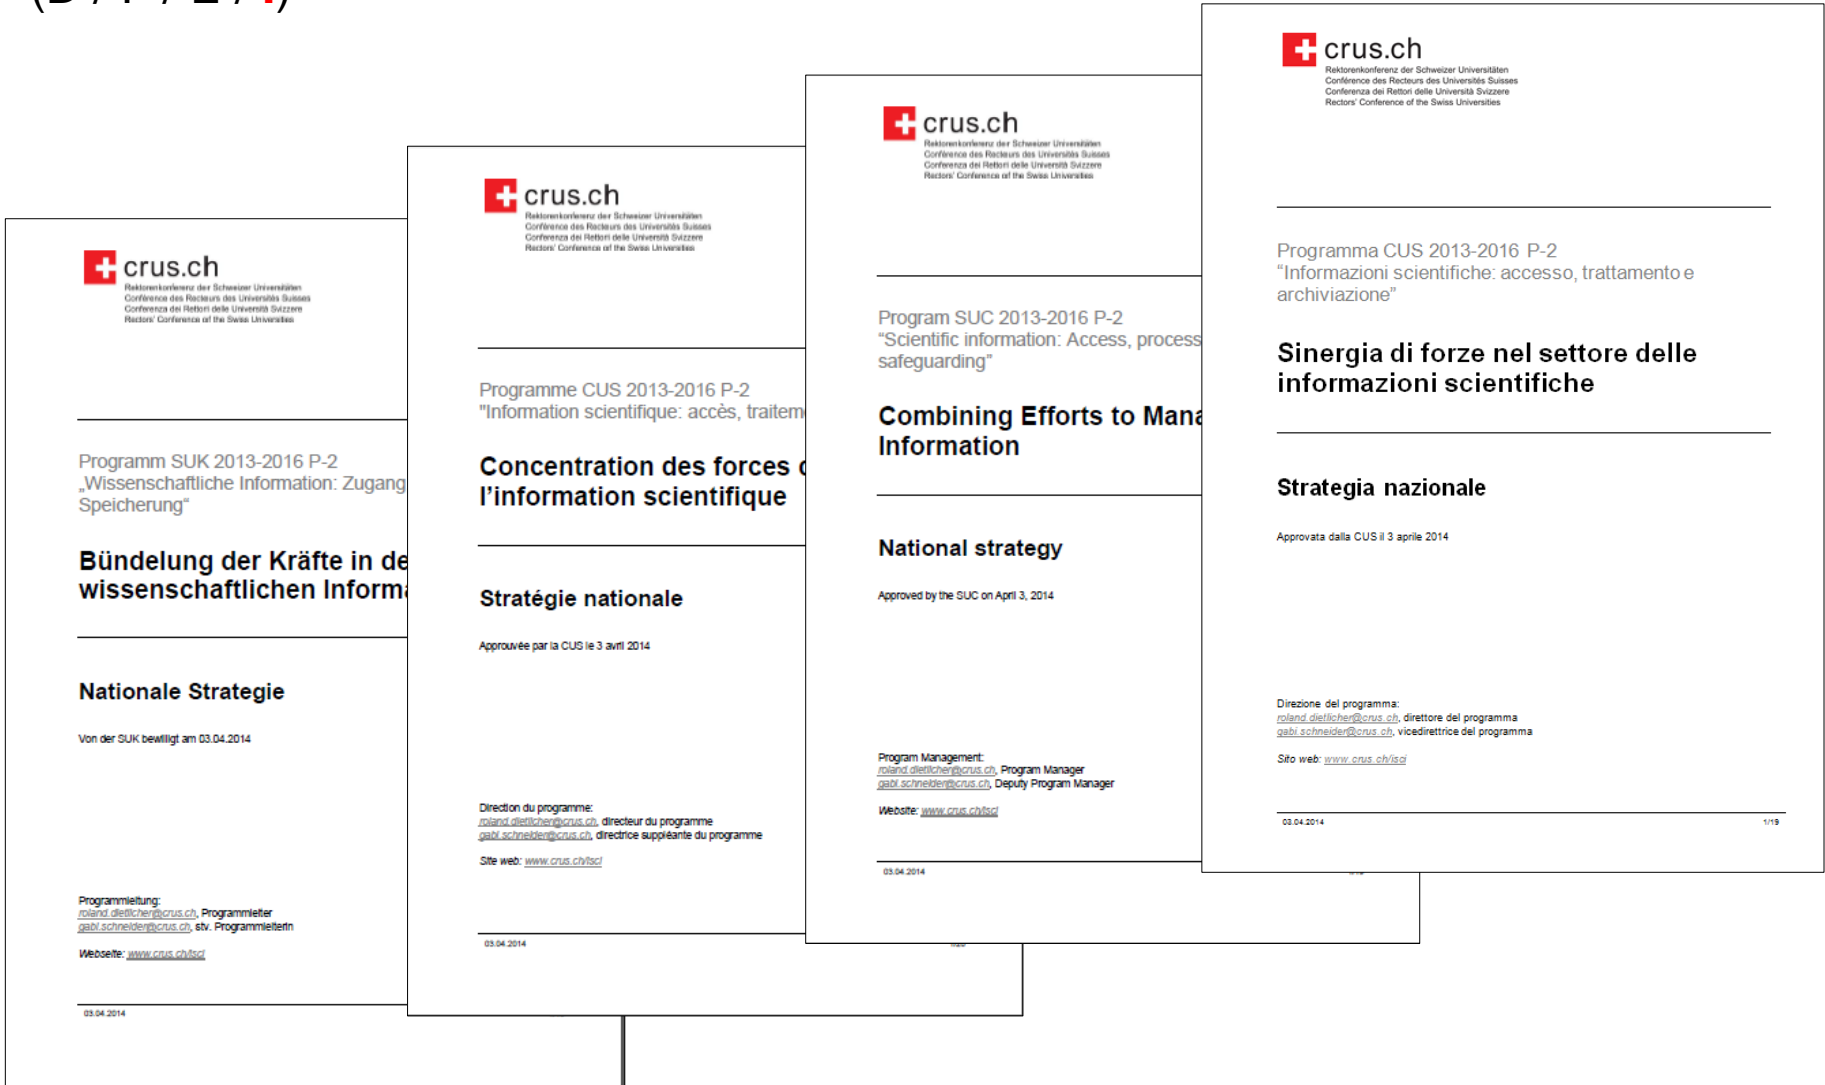 (D / F / E / I)
crus.ch
Rektorenkonferenz der Schweizer Universitäten
Conférence des Recteurs des Universités Suisses
Conferenza dei Rettori delle Università Svizzere
Rectors' Conference of the Swiss Universities
Programm SUK 2013-2016 P-2
„Wissenschaftliche Information: Zugang
Speicherung“
Bündelung der Kräfte in de
wissenschaftlichen Informa
Nationale Strategie
Von der SUK bewilligt am 03.04.2014
Programmleitung:
roland.dietlicher@crus.ch, Programmleiter
gabi.schneider@crus.ch, stv. Programmleiterin
Webseite: www.crus.ch/isci
03.04.2014
crus.ch
Rektorenkonferenz der Schweizer Universitäten
Conférence des Recteurs des Universités Suisses
Conferenza dei Rettori delle Università Svizzere
Rectors' Conference of the Swiss Universities
Programme CUS 2013-2016 P-2
"Information scientifique: accès, traitem
Concentration des forces d
l’information scientifique
Stratégie nationale
Approuvée par la CUS le 3 avril 2014
Direction du programme:
roland.dietlicher@crus.ch, directeur du programme
gabi.schneider@crus.ch, directrice suppléante du programme
Site web: www.crus.ch/isci
03.04.2014
crus.ch
Rektorenkonferenz der Schweizer Universitäten
Conférence des Recteurs des Universités Suisses
Conferenza dei Rettori delle Università Svizzere
Rectors' Conference of the Swiss Universities
Program SUC 2013-2016 P-2
“Scientific information: Access, process
safeguarding”
Combining Efforts to Mana
Information
National strategy
Approved by the SUC on April 3, 2014
Program Management:
roland.dietlicher@crus.ch, Program Manager
gabi.schneider@crus.ch, Deputy Program Manager
Website: www.crus.ch/isci
03.04.2014
crus.ch
Rektorenkonferenz der Schweizer Universitäten
Conférence des Recteurs des Universités Suisses
Conferenza dei Rettori delle Università Svizzere
Rectors' Conference of the Swiss Universities
Programma CUS 2013-2016 P-2
“Informazioni scientifiche: accesso, trattamento e
archiviazione”
Sinergia di forze nel settore delle
informazioni scientifiche
Strategia nazionale
Approvata dalla CUS il 3 aprile 2014
Direzione del programma:
roland.dietlicher@crus.ch, direttore del programma
gabi.schneider@crus.ch, vicedirettrice del programma
Sito web: www.crus.ch/isci
03.04.2014 1/19